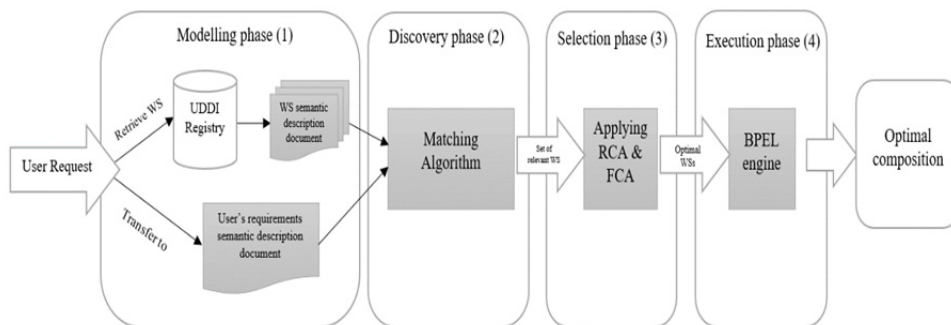 Modelling phase (1)
Discovery phase (2)
Selection phase (3)
Execution phase (4)
User Request
Retrieve WS
Transfer to
UDDI
Registry
WS semantic
description
document
User's requirements
semantic description
document
Matching
Algorithm
Set of
relevant WS
Applying
RCA &
FCA
Optimal
WSs
BPEL
engine
Optimal
composition